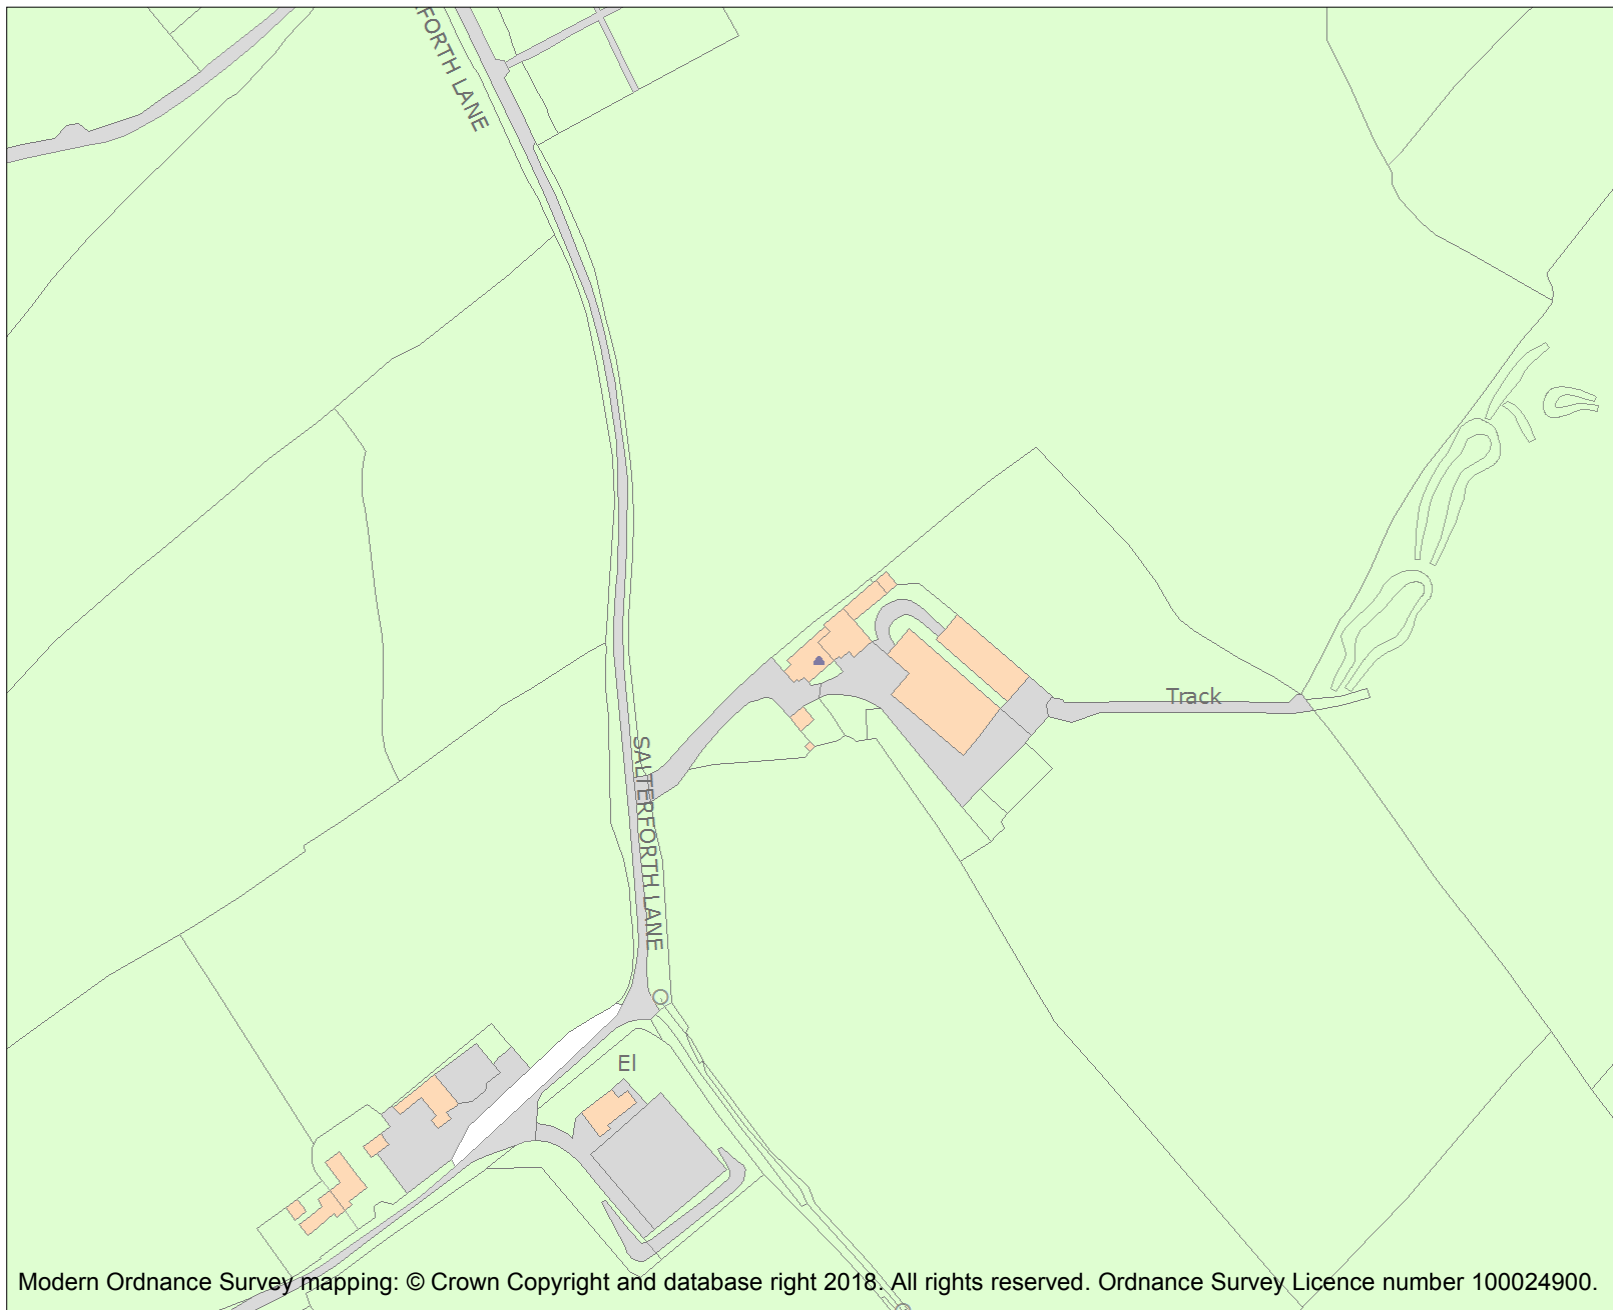 FORTH LANE
Track
SALTERFORTH LANE
El
Modern Ordnance Survey mapping: © Crown Copyright and database right 2018. All rights reserved. Ordnance Survey Licence number 100024900.